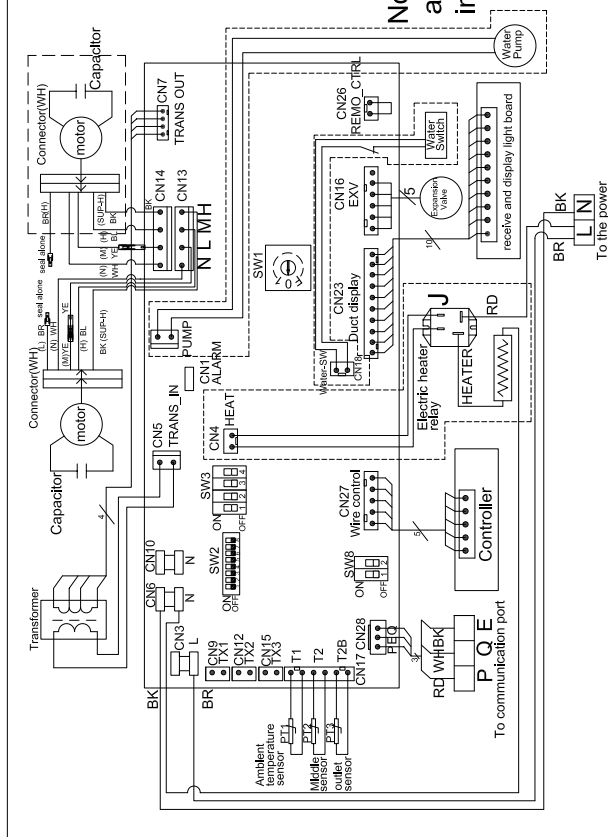 Connector(WH)
Capacitor
motor
BR(H)
(SUP-H)
BK
(H) BL
(M) YE
(N) WH
seal alone
CN7
TRANS OUT
CN14
CN13
N L M H
BK
Connector(WH)
Capacitor
motor
seal alone
(L) BR
(N) WH
(M)YE
YE
(H) BL
BK (SUP-H)
Transformer
4
CN5
TRANS_IN
CN10
N
CN6
N
CN3
L
BK
BR
PUMP
CN1
ALARM
Water
Pump
No
a
in
SW1
0
SW3
ON
OFF
1 2 3 4
SW2
ON
OFF
SW8
ON
OFF
1 2
CN4
HEAT
CN26
REMO_CTRL
CN16
EXV
5
Expansion
Valve
Water
Switch
CN23
Duct display
10
receive and display light board
Water-SW
CN18
CN27
Wire control
5
Controller
Electric heater
relay
J
HEATER
RD
CN9
TX1
CN12
TX2
CN15
TX3
T1
T2
T2B
CN17
CN28
PEQ
3
RD
WH
BK
P Q E
To communication port
PT1
PT2
PT3
Ambient
temperature
sensor
Middle
sensor
outlet
sensor
BR
BK
L N
To the power